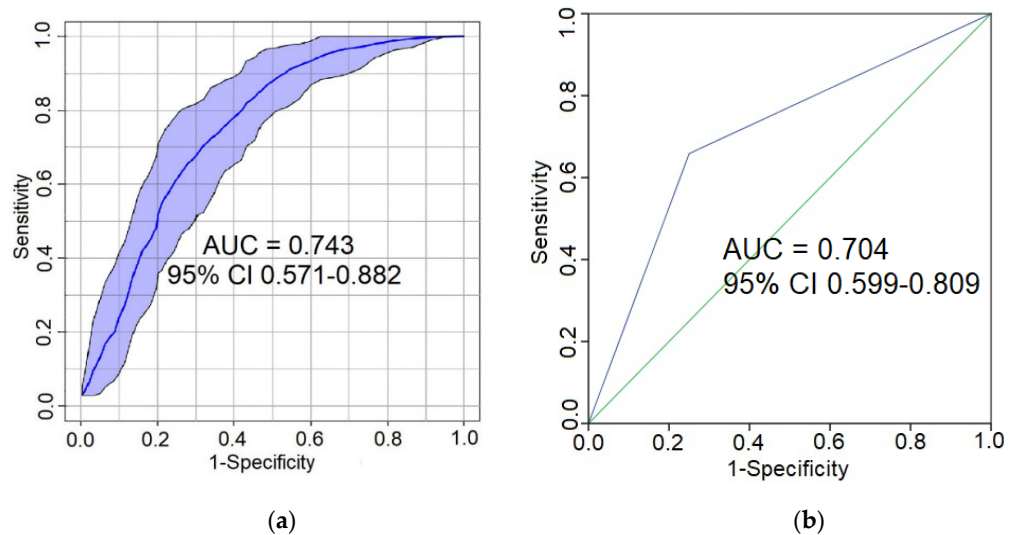 1.0
0.8
0.6
0.4
0.2
0.0
Sensitivity
AUC = 0.743
95% CI 0.571-0.882
0.0 0.2 0.4 0.6 0.8 1.0
1-Specificity
(a)
1.0
0.8
0.6
0.4
0.2
0.0
Sensitivity
AUC = 0.704
95% CI 0.599-0.809
0.0 0.2 0.4 0.6 0.8 1.0
1-Specificity
(b)